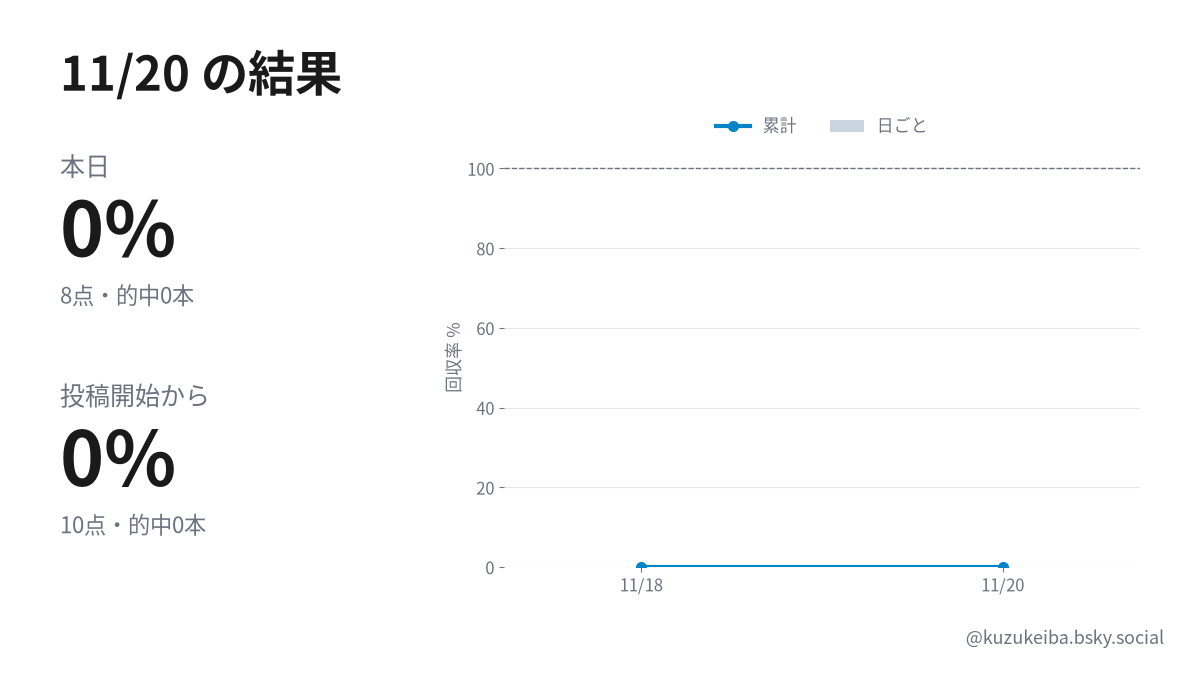 11/20 の結果
本日
0%
8点・的中0本
投稿開始から
0%
10点・的中0本
累計
日ごと
回収率 %
100
80
60
40
20
0
11/18
11/20
@kuzukeiba.bsky.social